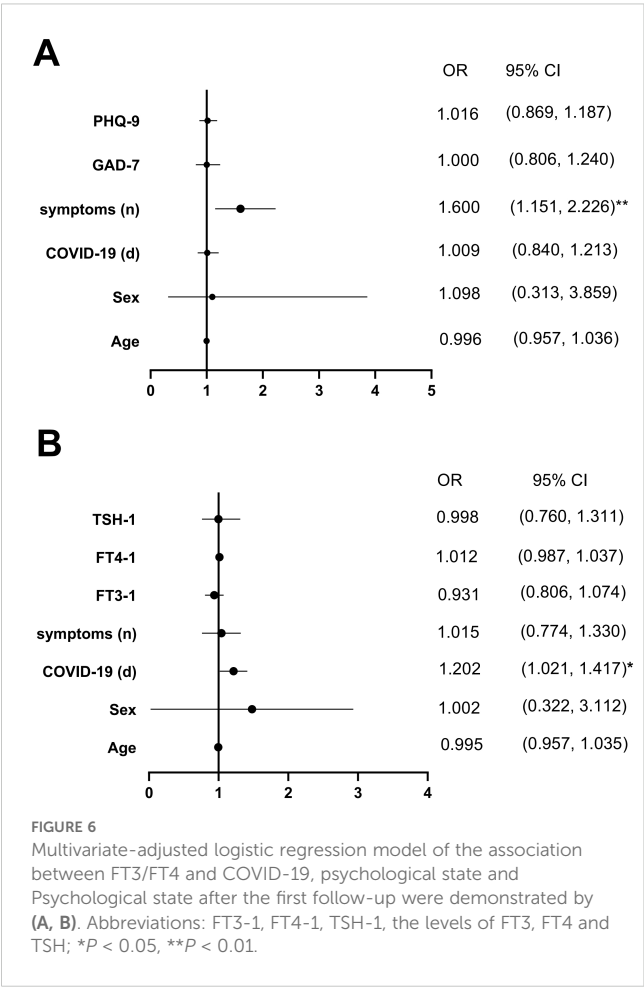 A
OR 95% CI
PHQ-9 1.016 (0.869, 1.187)
GAD-7 1.000 (0.806, 1.240)
symptoms (n) 1.600 (1.151, 2.226)**
COVID-19 (d) 1.009 (0.840, 1.213)
Sex 1.098 (0.313, 3.859)
Age 0.996 (0.957, 1.036)
0 1 2 3 4 5
B
OR 95% CI
TSH-1 0.998 (0.760, 1.311)
FT4-1 1.012 (0.987, 1.037)
FT3-1 0.931 (0.806, 1.074)
symptoms (n) 1.015 (0.774, 1.330)
COVID-19 (d) 1.202 (1.021, 1.417)*
Sex 1.002 (0.322, 3.112)
Age 0.995 (0.957, 1.035)
0 1 2 3 4
FIGURE 6
Multivariate-adjusted logistic regression model of the association
between FT3/FT4 and COVID-19, psychological state and
Psychological state after the first follow-up were demonstrated by
(A, B). Abbreviations: FT3-1, FT4-1, TSH-1, the levels of FT3, FT4 and
TSH; *P < 0.05, **P < 0.01.